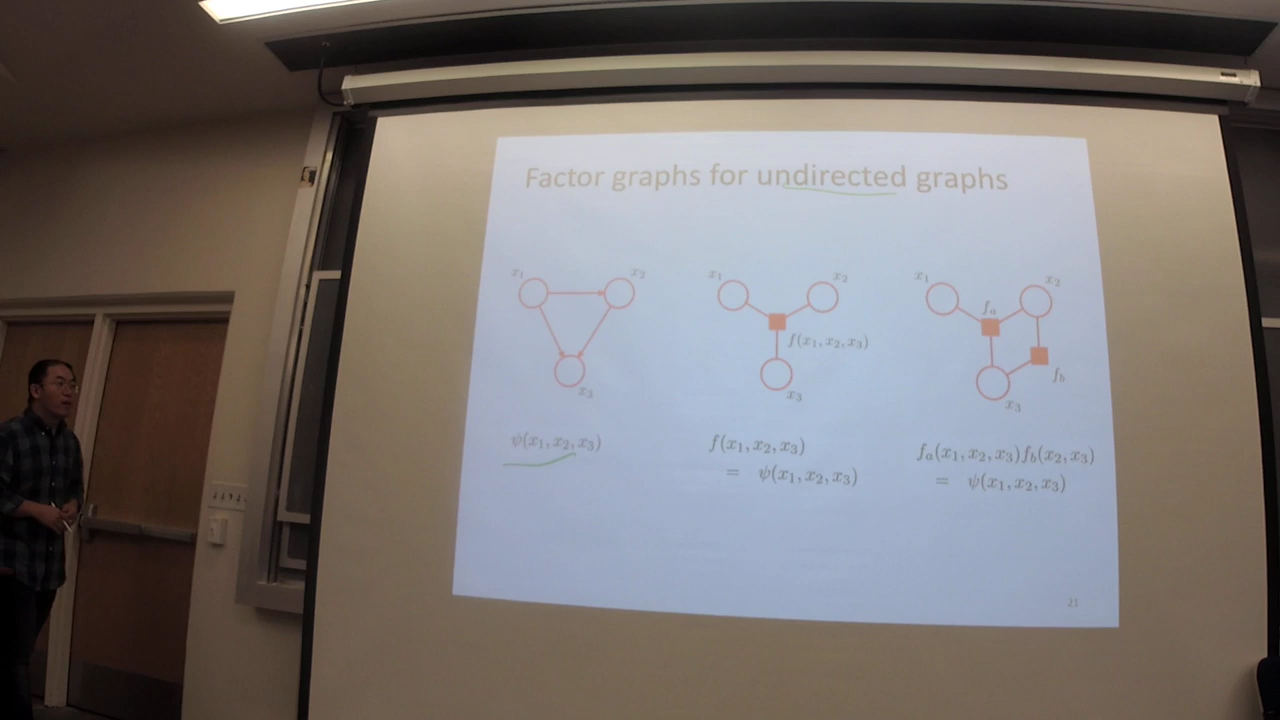 Factor graphs for undirected graphs
x₁ x₂ x₃
x₁ x₂ f(x₁, x₂, x₃) x₃
x₁ x₂ fₐ f_b x₃
ψ(x₁, x₂, x₃)
f(x₁, x₂, x₃)
= ψ(x₁, x₂, x₃)
fₐ(x₁, x₂, x₃)f_b(x₂, x₃)
= ψ(x₁, x₂, x₃)
21